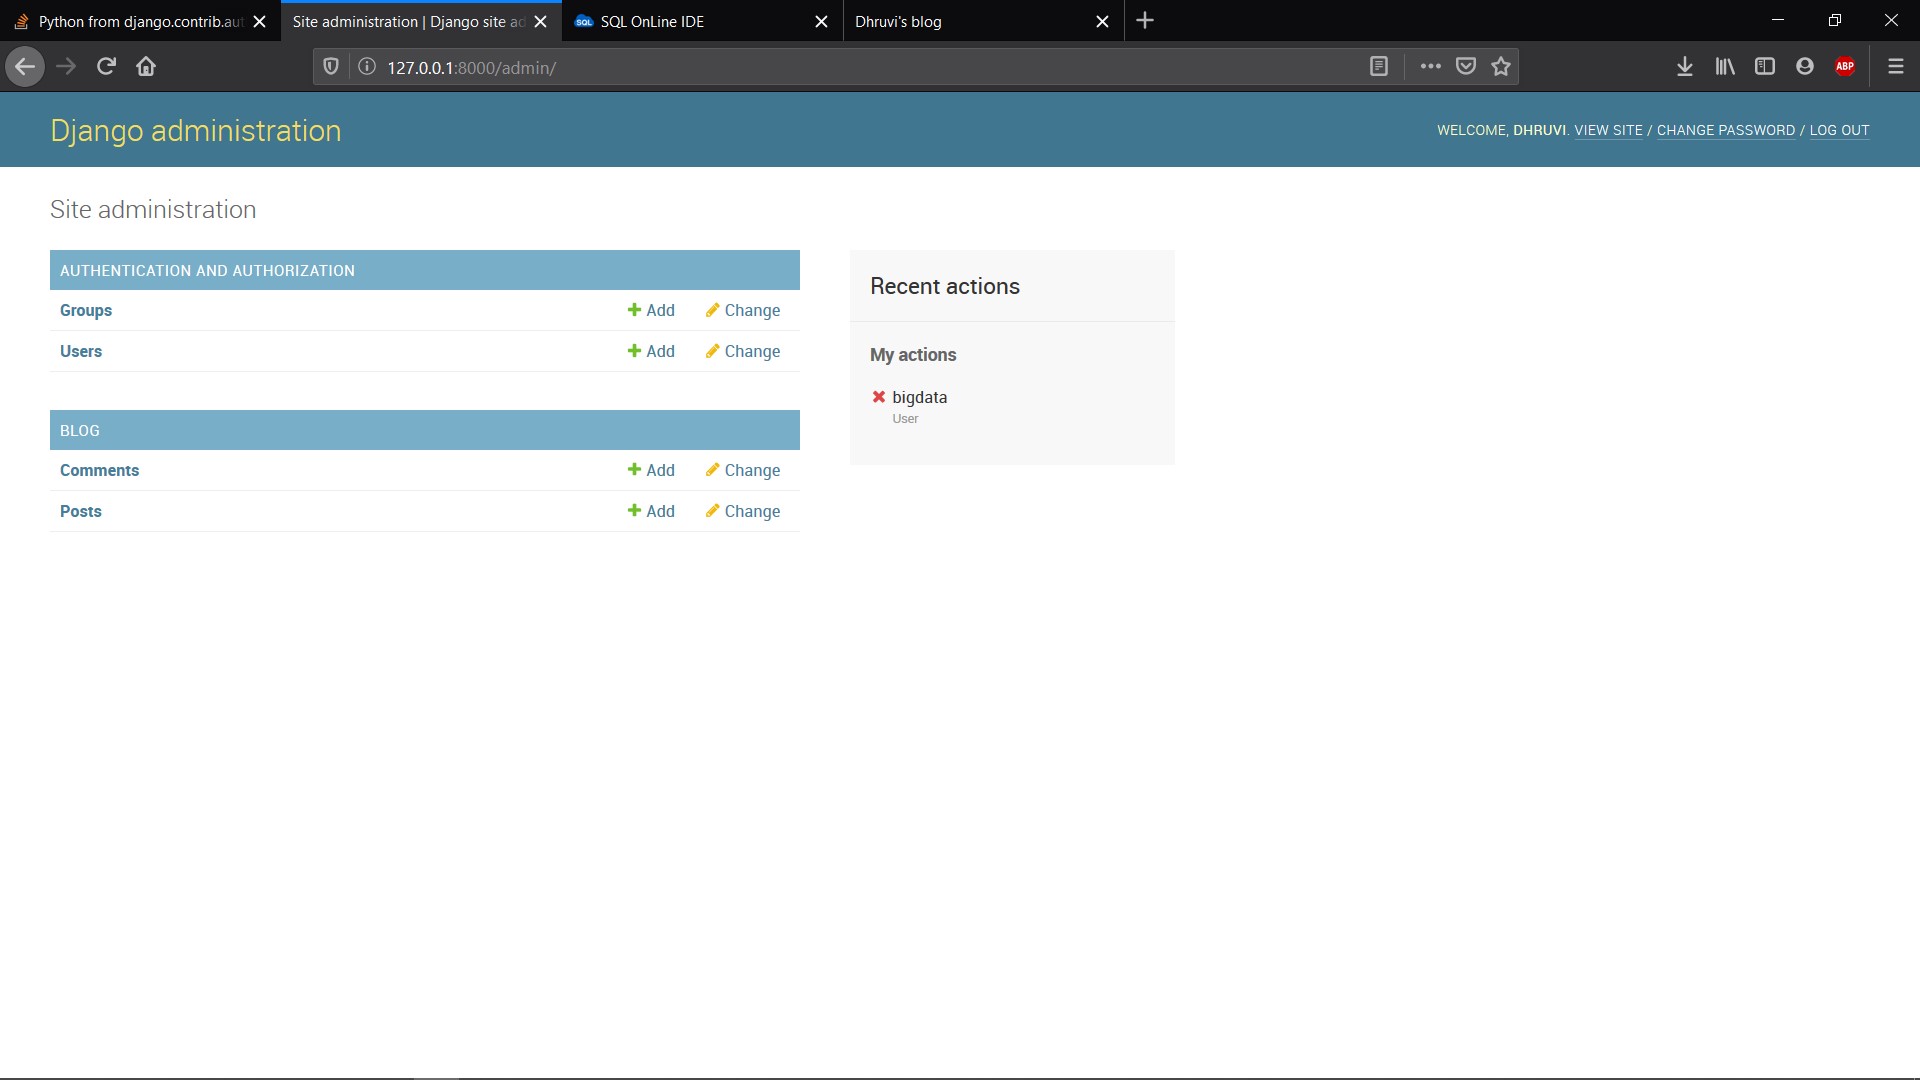 Python from django.contrib.aut
Site administration | Django site ad
SQL OnLine IDE
Dhruvi's blog
127.0.0.1:8000/admin/
ABP
Django administration
WELCOME, DHRUVI. VIEW SITE / CHANGE PASSWORD / LOG OUT
Site administration
AUTHENTICATION AND AUTHORIZATION
Groups Add Change
Users Add Change
BLOG
Comments Add Change
Posts Add Change
Recent actions
My actions
bigdata
User